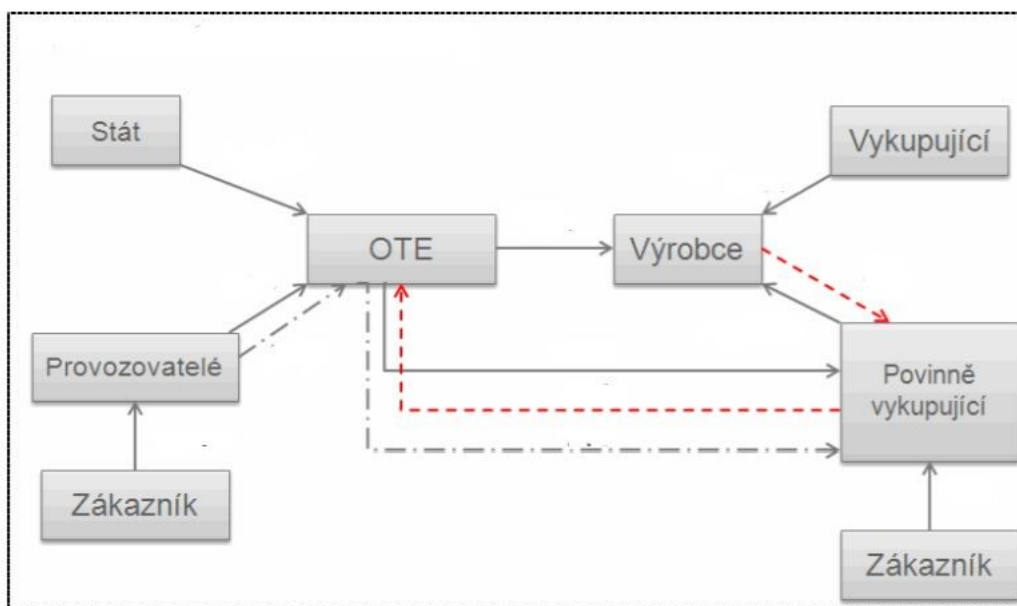 Stát
Vykupující
OTE
Výrobce
Provozovatelé
Povinně
vykupující
Zákazník
Zákazník